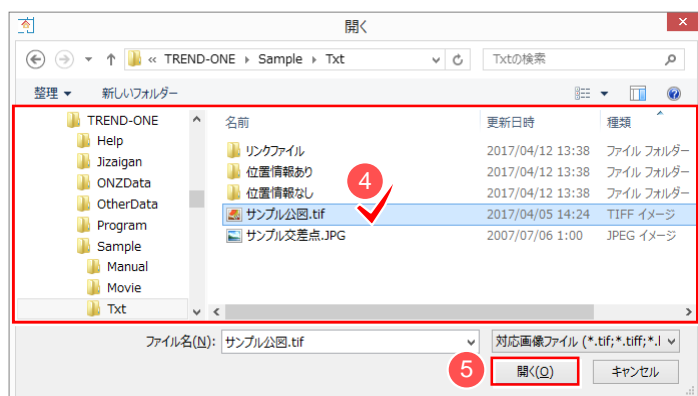 開く
« TREND-ONE Sample Txt
Txtの検索
整理 新しいフォルダー
TREND-ONE
Help
Jizaigan
ONZData
OtherData
Program
Sample
Manual
Movie
Txt
名前 更新日時 種類
リンクファイル 2017/04/12 13:38 ファイル フォルダー
位置情報あり 2017/04/12 13:38 ファイル フォルダー
位置情報なし 2017/04/12 13:38 ファイル フォルダー
サンプル公図.tif 2017/04/05 14:24 TIFF イメージ
サンプル交差点.JPG 2007/07/06 1:00 JPEG イメージ
4
ファイル名(N): サンプル公図.tif 対応画像ファイル (*.tif;*.tiff;*.
5
開く(O) キャンセル